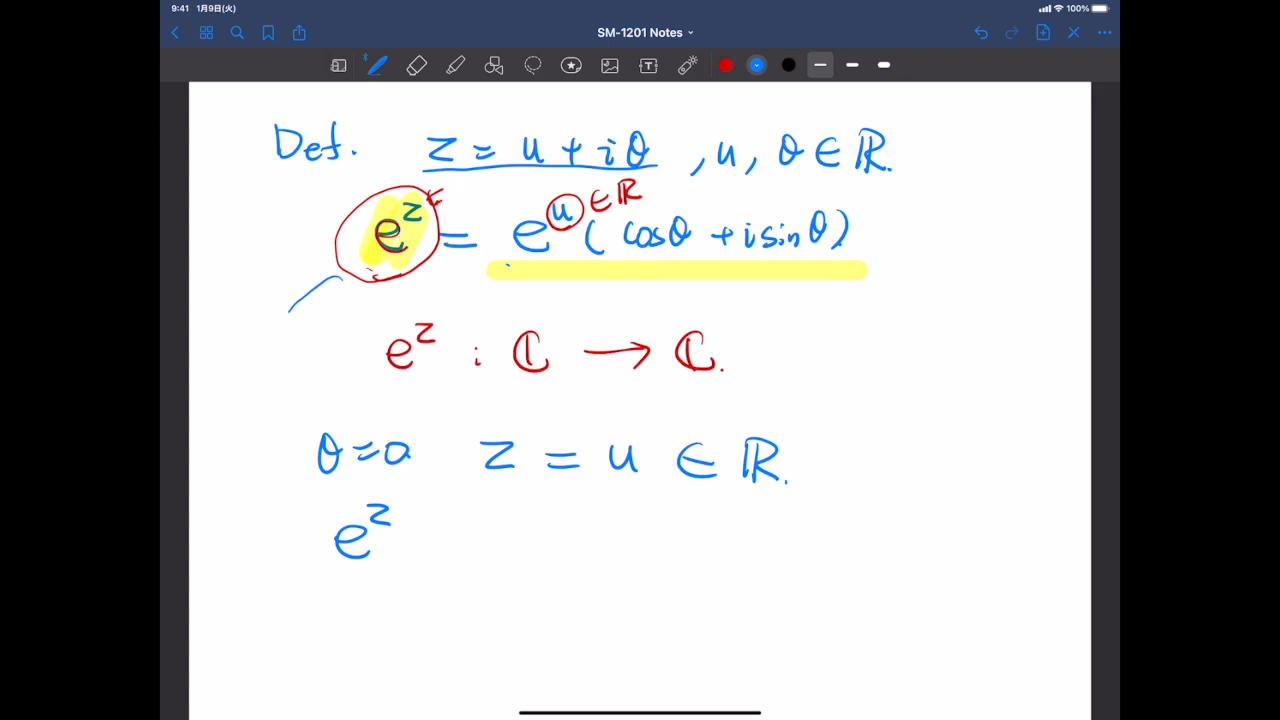 9:41 1月9日(火) 100%
SM-1201 Notes
Def. z = u + iθ , u, θ ∈ ℝ.
e^z = e^u (cosθ + i sinθ)
∈ ℝ
e^z : ℂ → ℂ.
θ = 0 z = u ∈ ℝ.
e^z